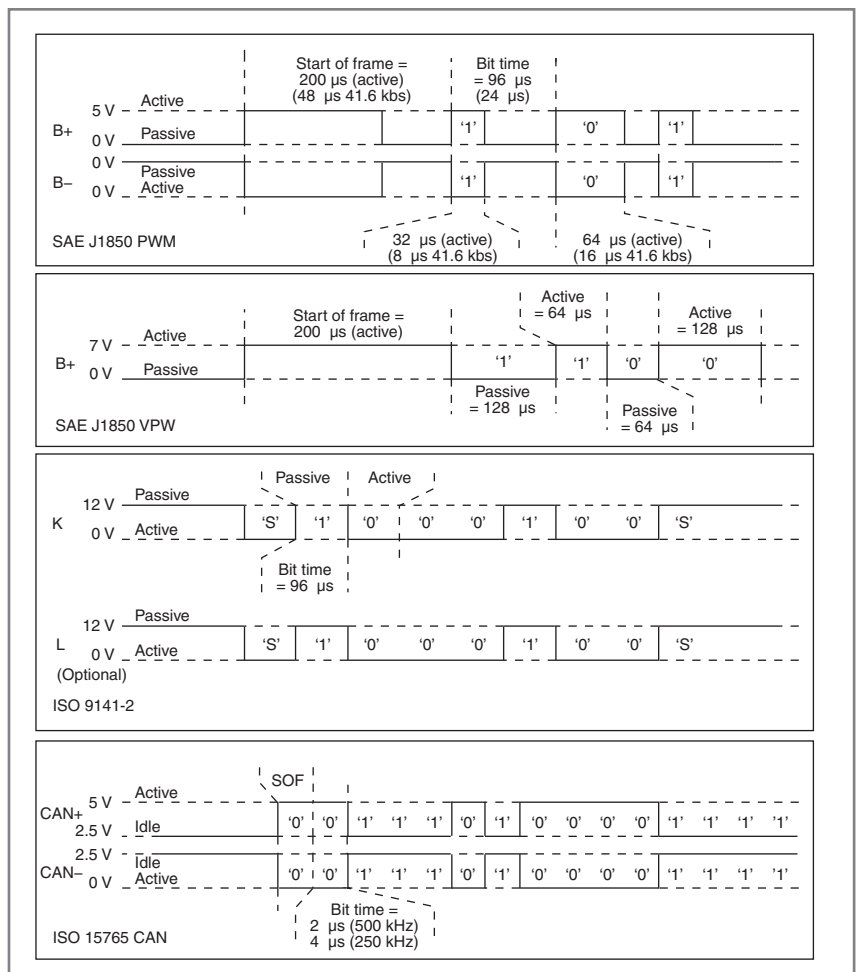 Start of frame =
200 µs (active)
(48 µs 41.6 kbs)
Bit time
= 96 µs
(24 µs)
5 V Active
B+
0 V Passive
'1' '0' '1'
0 V
Passive
B–
Active
0 V
'1' '0' '1'
32 µs (active)
(8 µs 41.6 kbs)
64 µs (active)
(16 µs 41.6 kbs)
SAE J1850 PWM
Start of frame =
200 µs (active)
Active
= 64 µs
Active
= 128 µs
7 V Active
B+
0 V Passive
'1' '1' '0' '0'
Passive
= 128 µs
Passive
= 64 µs
SAE J1850 VPW
Passive Active
12 V Passive
K
0 V Active
'S' '1' '0' '0' '0' '1' '0' '0' 'S'
Bit time
= 96 µs
12 V Passive
L
0 V Active
'S' '1' '0' '0' '0' '1' '0' '0' 'S'
(Optional)
ISO 9141-2
SOF
5 V Active
CAN+
2.5 V Idle
'0' '0' '1' '1' '1' '0' '1' '0' '0' '0' '0' '1' '1' '1' '1'
2.5 V
Idle
CAN–
0 V Active
'0' '0' '1' '1' '1' '0' '1' '0' '0' '0' '0' '1' '1' '1' '1'
Bit time =
2 µs (500 kHz)
4 µs (250 kHz)
ISO 15765 CAN